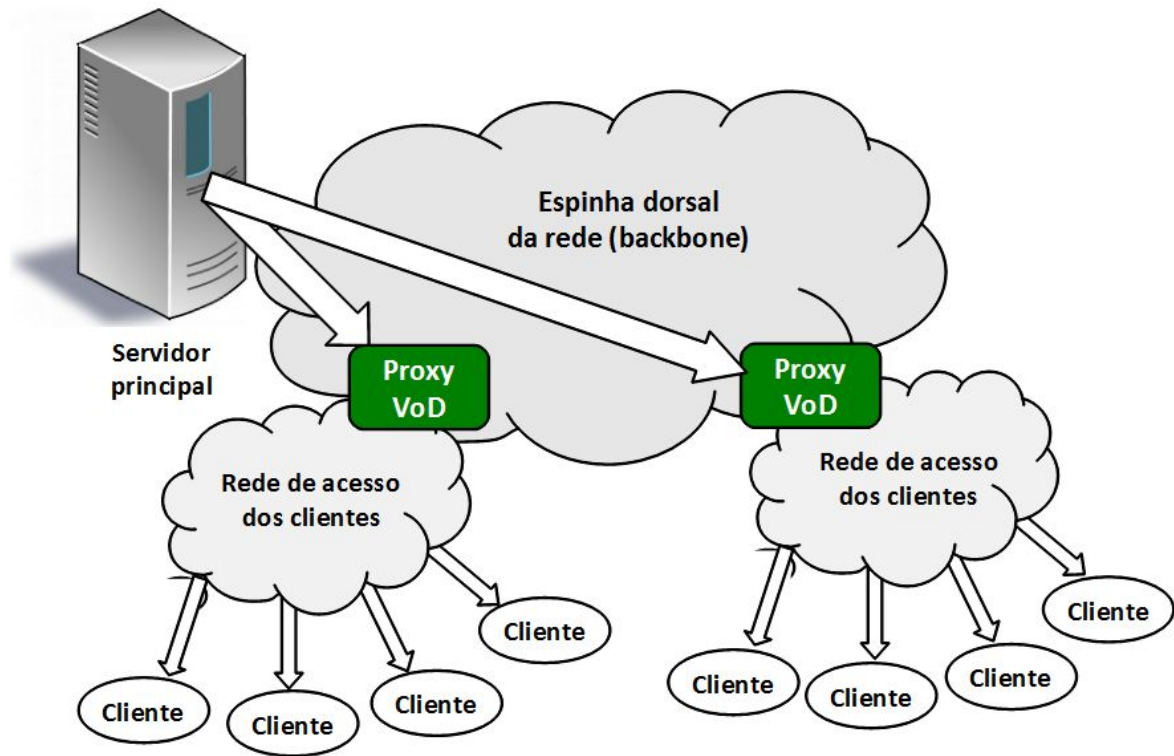 Espinha dorsal
da rede (backbone)
Servidor
principal
Proxy
VoD
Proxy
VoD
Rede de acesso
dos clientes
Rede de acesso
dos clientes
Cliente
Cliente
Cliente
Cliente
Cliente
Cliente
Cliente
Cliente